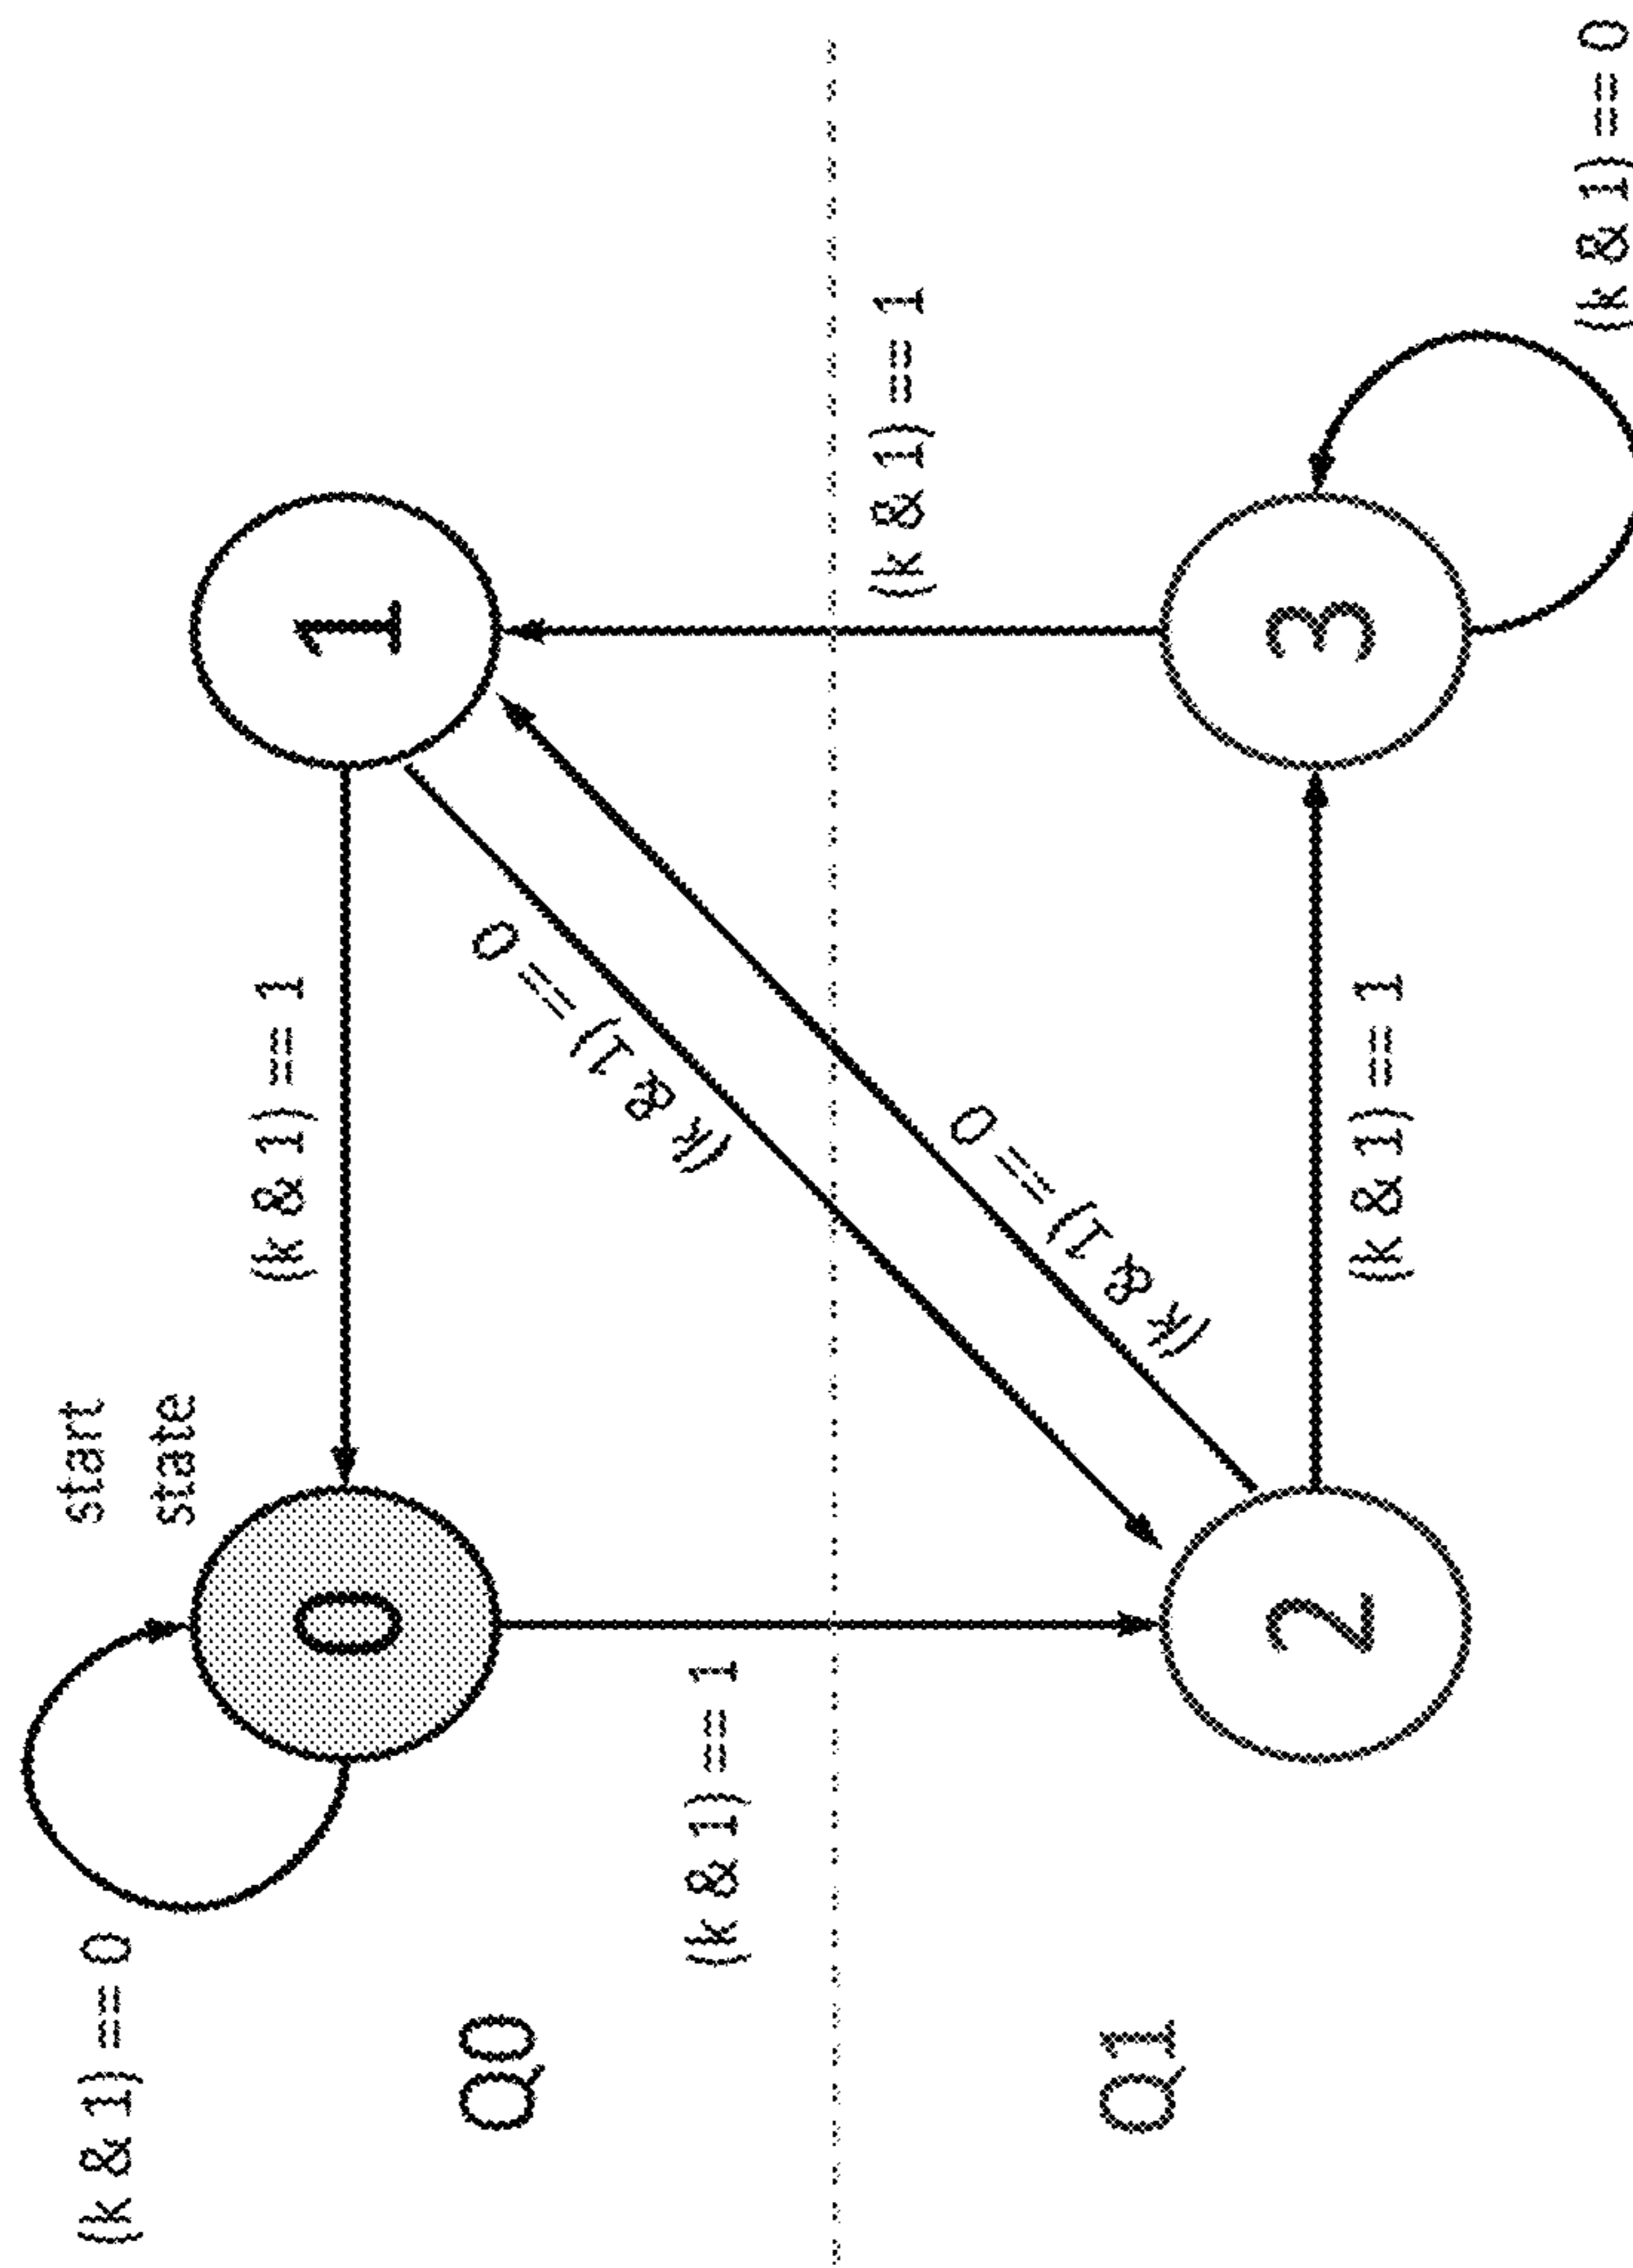 (k & 1) == 0
start
state
0
(k & 1) == 1
1
Q0
(k & 1) == 1
(k & 1) == 0
(k & 1) == 0
(k & 1) == 1
Q1
2
(k & 1) == 1
3
(k & 1) == 0